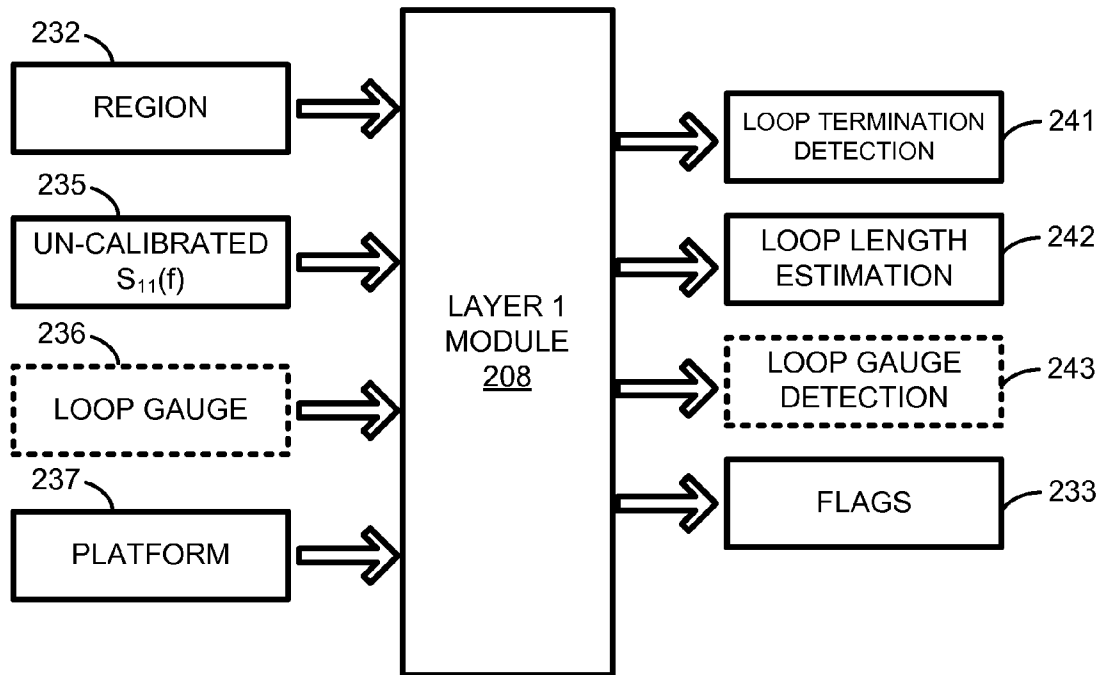 232
REGION
235
UN-CALIBRATED
S₁₁(f)
236
LOOP GAUGE
237
PLATFORM
LAYER 1
MODULE
208
LOOP TERMINATION
DETECTION
241
LOOP LENGTH
ESTIMATION
242
LOOP GAUGE
DETECTION
243
FLAGS
233